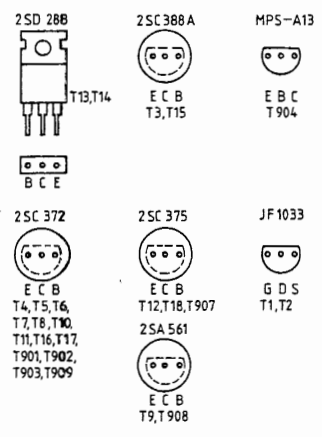 2SD 288
T13,T14
B C E
2SC388A
E C B
T3,T15
MPS-A13
E B C
T904
2SC 372
E C B
T4,T5,T6,
T7,T8,T10,
T11,T16,T17,
T901,T902,
T903,T909
2SC 375
E C B
T12,T18,T907
2SA 561
E C B
T9,T908
JF1033
G D S
T1,T2